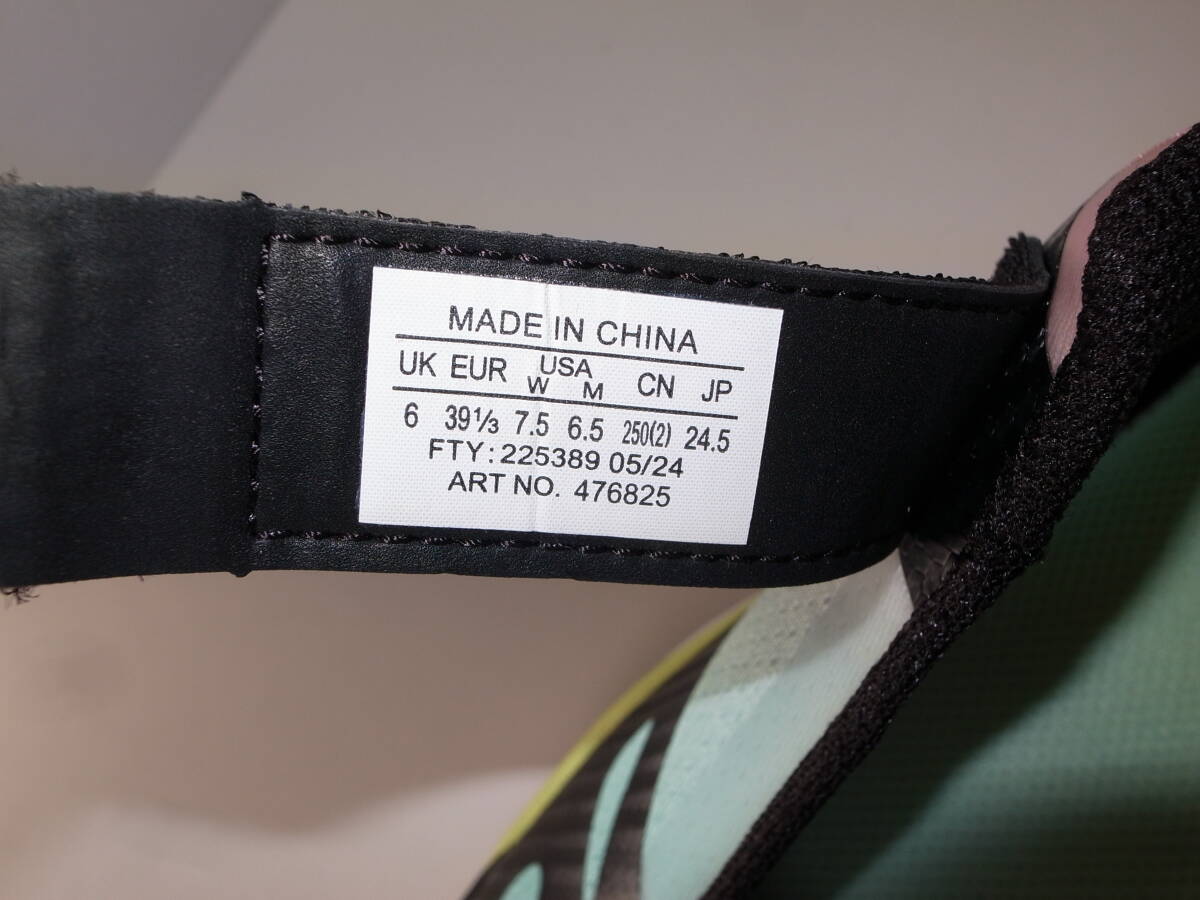 MADE IN CHINA
UK EUR USA W M CN JP
6 39⅓ 7.5 6.5 250(2) 24.5
FTY: 225389 05/24
ART NO. 476825